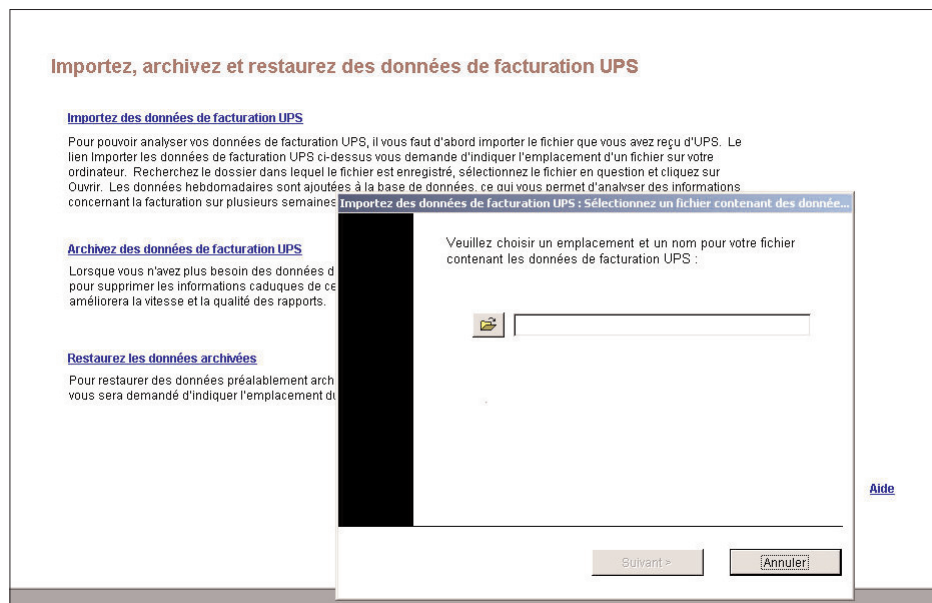 Importez, archivez et restaurez des données de facturation UPS
Importez des données de facturation UPS
Pour pouvoir analyser vos données de facturation UPS, il vous faut d'abord importer le fichier que vous avez reçu d'UPS. Le
lien Importer les données de facturation UPS ci-dessus vous demande d'indiquer l'emplacement d'un fichier sur votre
ordinateur. Recherchez le dossier dans lequel le fichier est enregistré, sélectionnez le fichier en question et cliquez sur
Ouvrir. Les données hebdomadaires sont ajoutées à la base de données, ce qui vous permet d'analyser des informations
concernant la facturation sur plusieurs semaines
Archivez des données de facturation UPS
Lorsque vous n'avez plus besoin des données d
pour supprimer les informations caduques de ce
améliorera la vitesse et la qualité des rapports.
Restaurez les données archivées
Pour restaurer des données préalablement arch
vous sera demandé d'indiquer l'emplacement du
Importez des données de facturation UPS : Sélectionnez un fichier contenant des donnée...
Veuillez choisir un emplacement et un nom pour votre fichier
contenant les données de facturation UPS :
Aide
Suivant >
Annuler